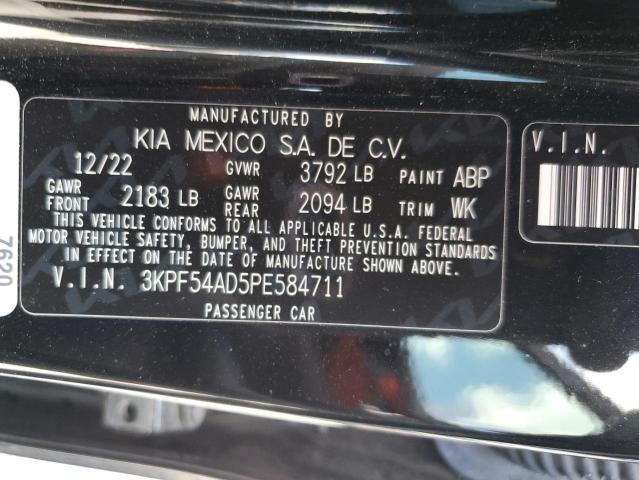 MANUFACTURED BY
KIA MEXICO S.A. DE C.V.
12/22 GVWR 3792 LB PAINT ABP
GAWR FRONT 2183 LB GAWR REAR 2094 LB TRIM WK
THIS VEHICLE CONFORMS TO ALL APPLICABLE U.S.A. FEDERAL
MOTOR VEHICLE SAFETY, BUMPER, AND THEFT PREVENTION STANDARDS
IN EFFECT ON THE DATE OF MANUFACTURE SHOWN ABOVE.
V.I.N. 3KPF54AD5PE584711
PASSENGER CAR
V.I.N.
7620